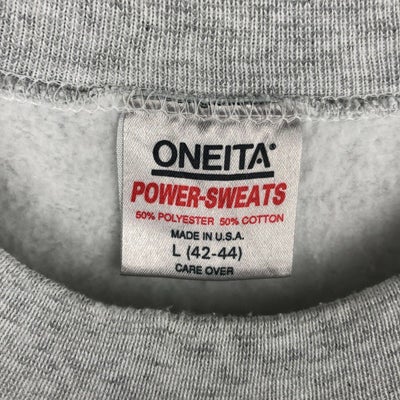 ONEITA®
POWER-SWEATS
50% POLYESTER 50% COTTON
MADE IN U.S.A.
L (42-44)
CARE OVER